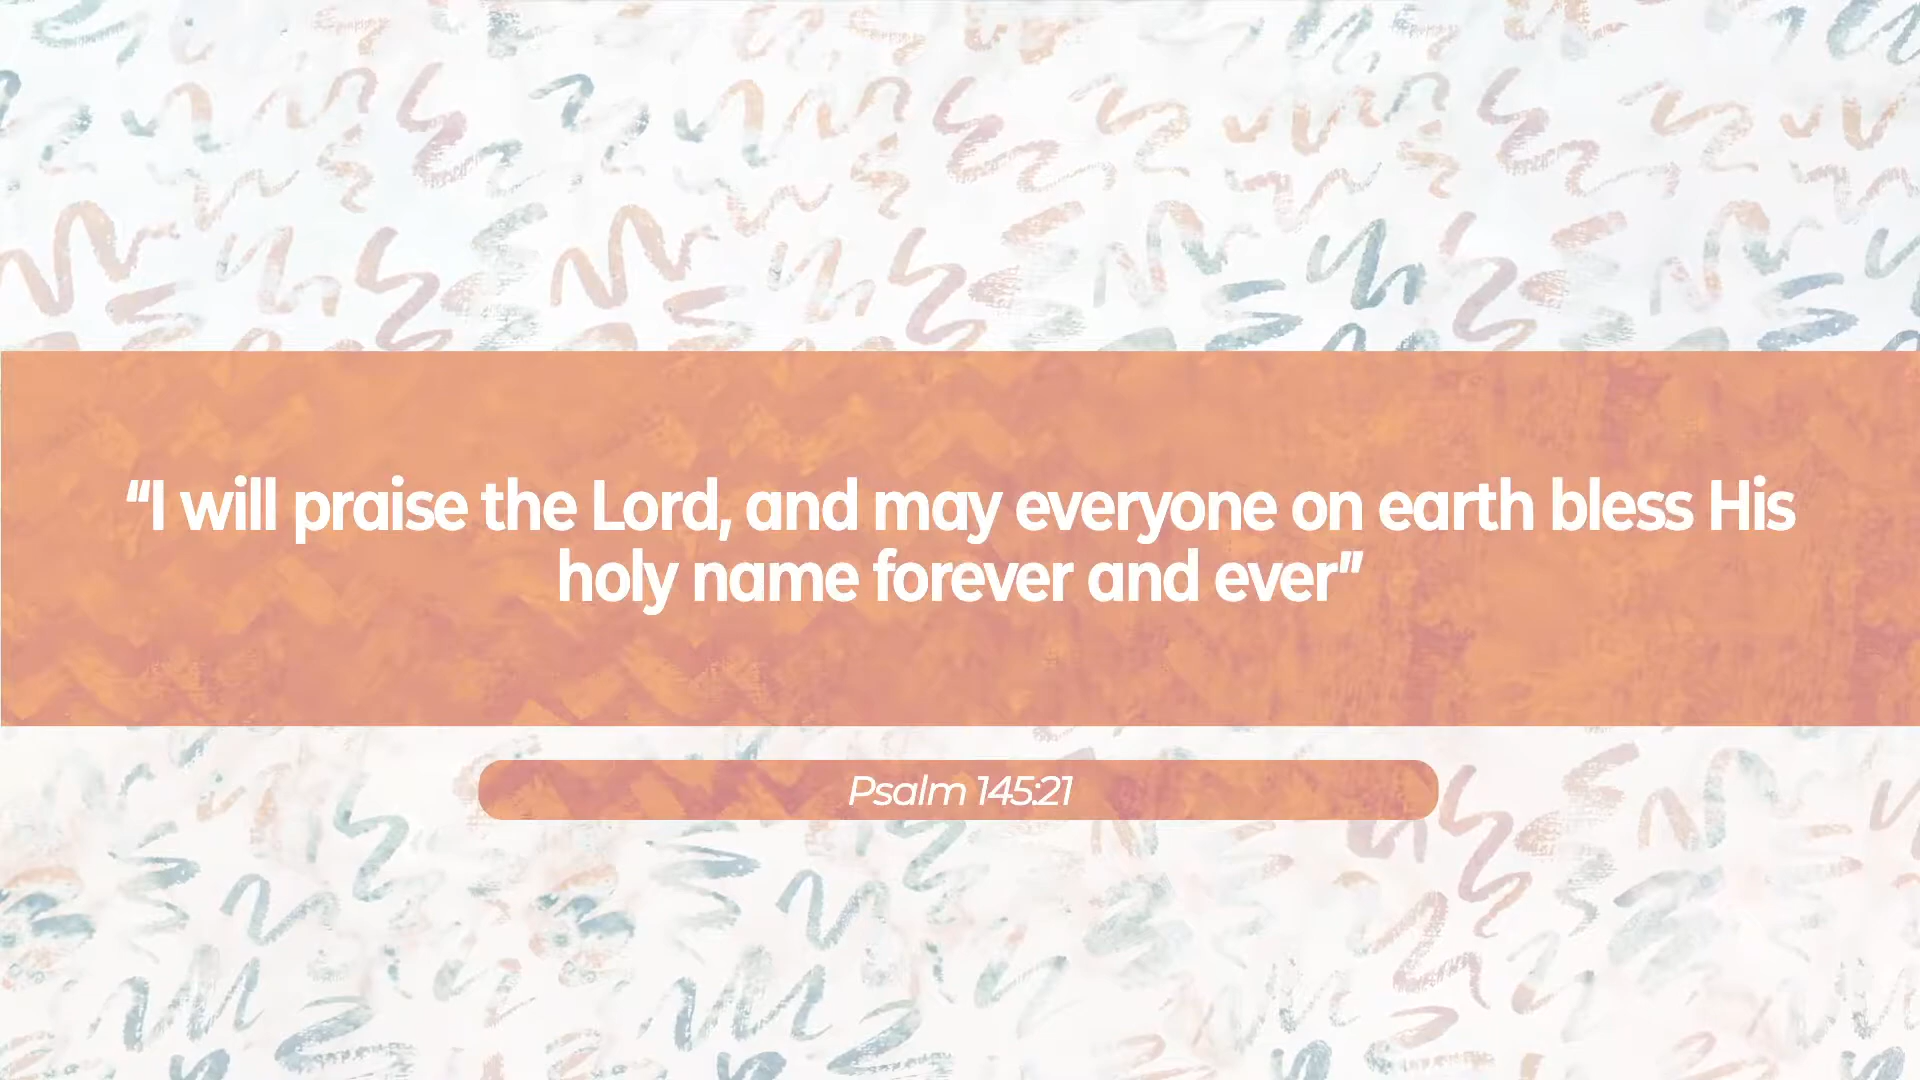 “I will praise the Lord, and may everyone on earth bless His
holy name forever and ever”
Psalm 145:21